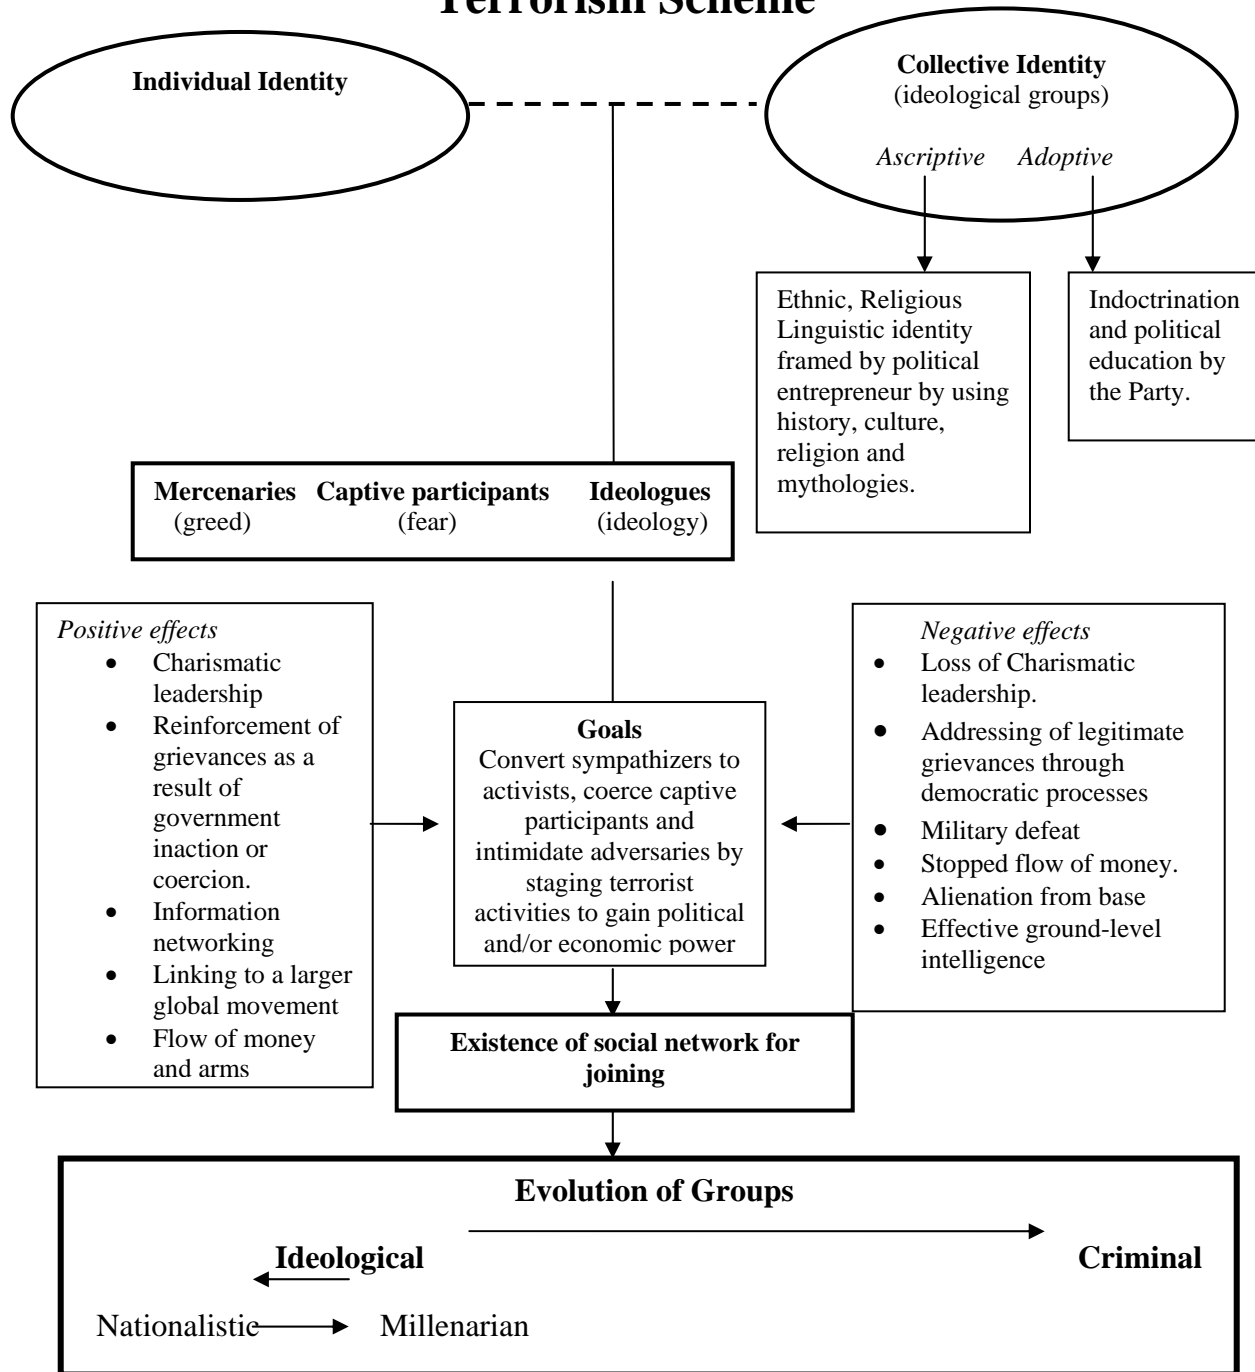 Terrorism Scheme
Individual Identity
Collective Identity
(ideological groups)
Ascriptive Adoptive
Ethnic, Religious
Linguistic identity
framed by political
entrepreneur by using
history, culture,
religion and
mythologies.
Indoctrination
and political
education by
the Party.
Mercenaries Captive participants Ideologues
(greed) (fear) (ideology)
Positive effects
• Charismatic
leadership
• Reinforcement of
grievances as a
result of
government
inaction or
coercion.
• Information
networking
• Linking to a larger
global movement
• Flow of money
and arms
Goals
Convert sympathizers to
activists, coerce captive
participants and
intimidate adversaries by
staging terrorist
activities to gain political
and/or economic power
Negative effects
• Loss of Charismatic
leadership.
• Addressing of legitimate
grievances through
democratic processes
• Military defeat
• Stopped flow of money.
• Alienation from base
• Effective ground-level
intelligence
Existence of social network for
joining
Evolution of Groups
Ideological Criminal
Nationalistic Millenarian